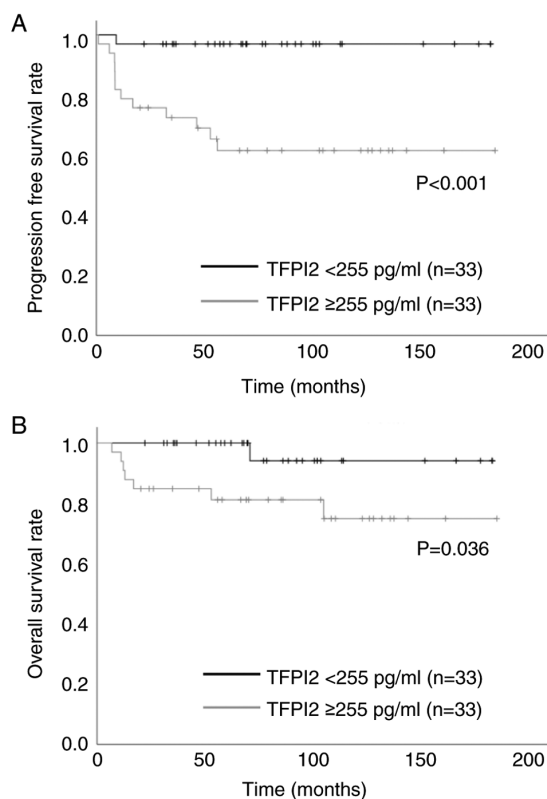 A
Progression free survival rate
1.0
0.8
0.6
0.4
0.2
0.0
P<0.001
TFPI2 <255 pg/ml (n=33)
TFPI2 ≥255 pg/ml (n=33)
0 50 100 150 200
Time (months)
B
Overall survival rate
1.0
0.8
0.6
0.4
0.2
0.0
P=0.036
TFPI2 <255 pg/ml (n=33)
TFPI2 ≥255 pg/ml (n=33)
0 50 100 150 200
Time (months)